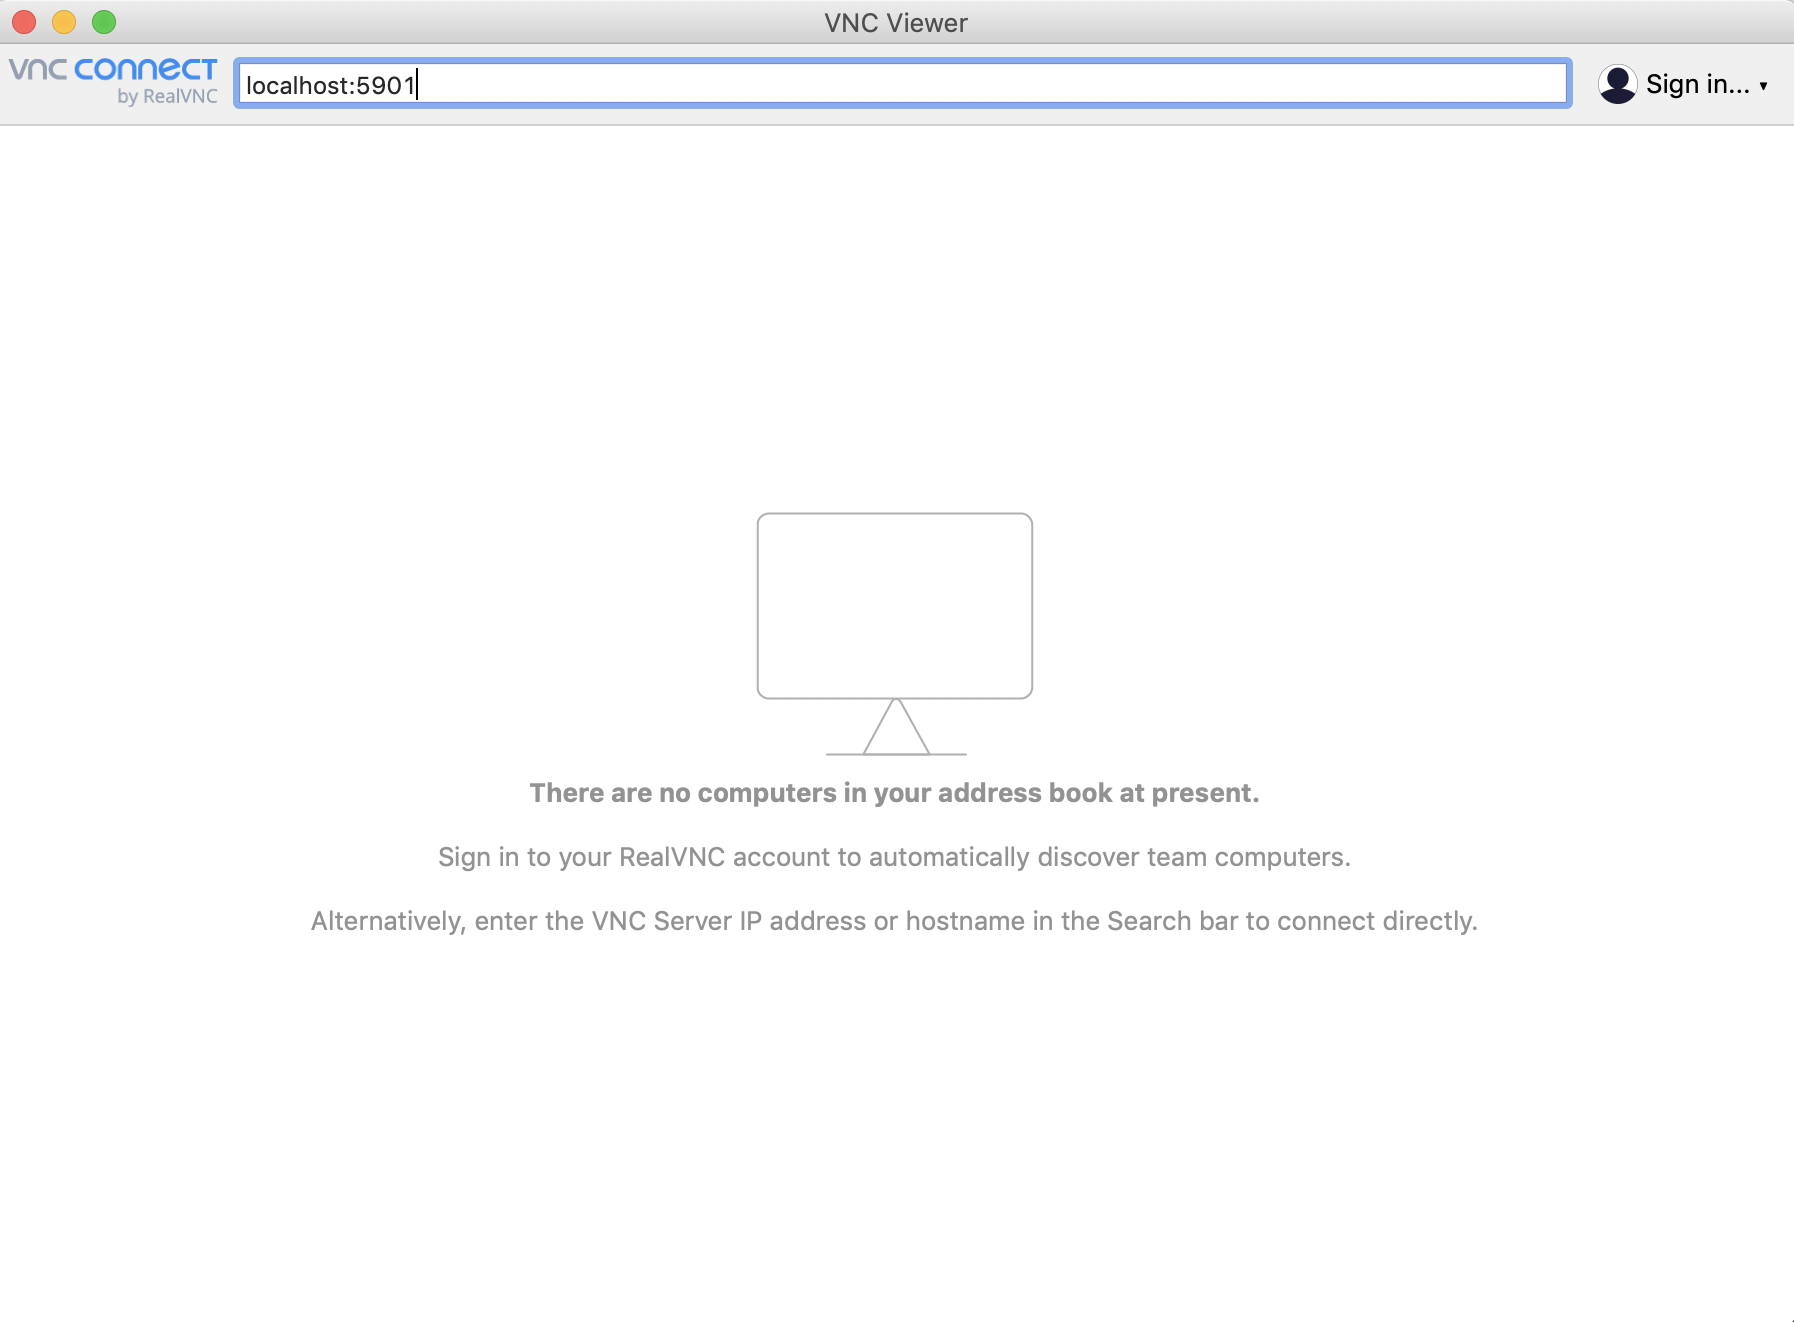 VNC Viewer
vnc connect
by RealVNC
localhost:5901
Sign in... ▾
There are no computers in your address book at present.
Sign in to your RealVNC account to automatically discover team computers.
Alternatively, enter the VNC Server IP address or hostname in the Search bar to connect directly.